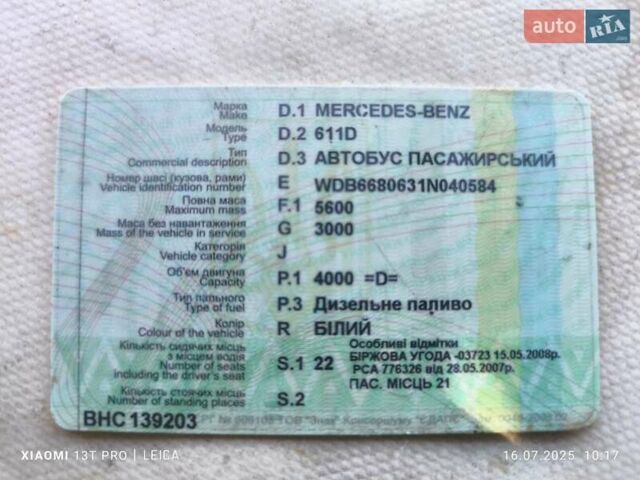 auto RIA.com
Марка
Make
D.1 MERCEDES-BENZ
Модель
Type
D.2 611D
Тип
Commercial description
D.3 АВТОБУС ПАСАЖИРСЬКИЙ
Номер шасі (кузова, рами)
Vehicle identification number
E WDB6680631N040584
Повна маса
Maximum mass
F.1 5600
Маса без навантаження
Mass of the vehicle in service
G 3000
Категорія
Vehicle category
J
Об'єм двигуна
Capacity
P.1 4000 =D=
Тип пального
Type of fuel
P.3 Дизельне паливо
Колір
Colour of the vehicle
R БІЛИЙ
Кількість сидячих місць
з місцем водія
Number of seats
including the driver's seat
S.1 22
Особливі відмітки
БІРЖОВА УГОДА -03723 15.05.2008р.
РСА 776326 від 28.05.2007р.
ПАС. МІСЦЬ 21
Кількість стоячих місць
Number of standing places
S.2
ВНС 139203
XIAOMI 13T PRO | LEICA
16.07.2025 10:17